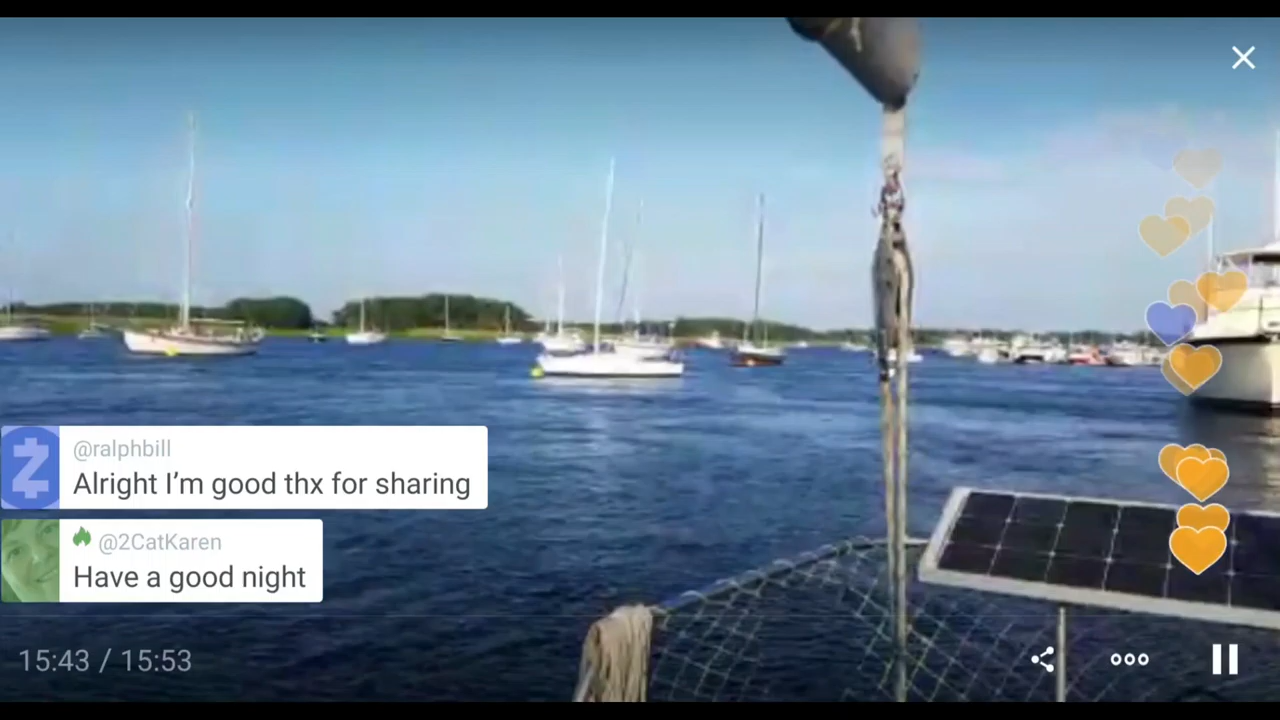 @ralphbill
Alright I’m good thx for sharing
@2CatKaren
Have a good night
15:43 / 15:53